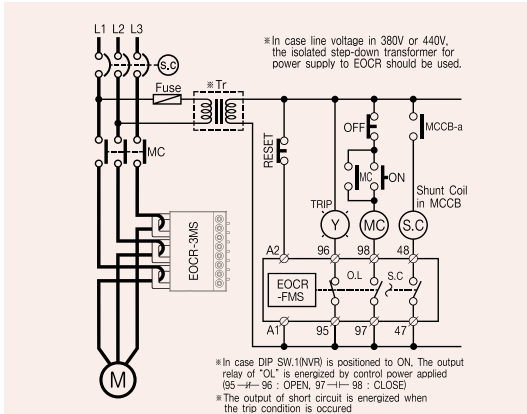 L1 L2 L3
※In case line voltage in 380V or 440V,
the isolated step-down transformer for
power supply to EOCR should be used.
S.C
Fuse
※Tr
MC
RESET
OFF
MCCB-a
MC
ON
Shunt Coil
in MCCB
TRIP
Y
MC
S.C
EOCR-3MS
A2
96
98
48
EOCR
-FMS
O.L
S.C
A1
95
97
47
M
※In case DIP SW.1(NVR) is positioned to ON, The output
relay of "OL" is energized by control power applied
(95 96 : OPEN, 97 98 : CLOSE)
※The output of short circuit is energized when
the trip condition is occured